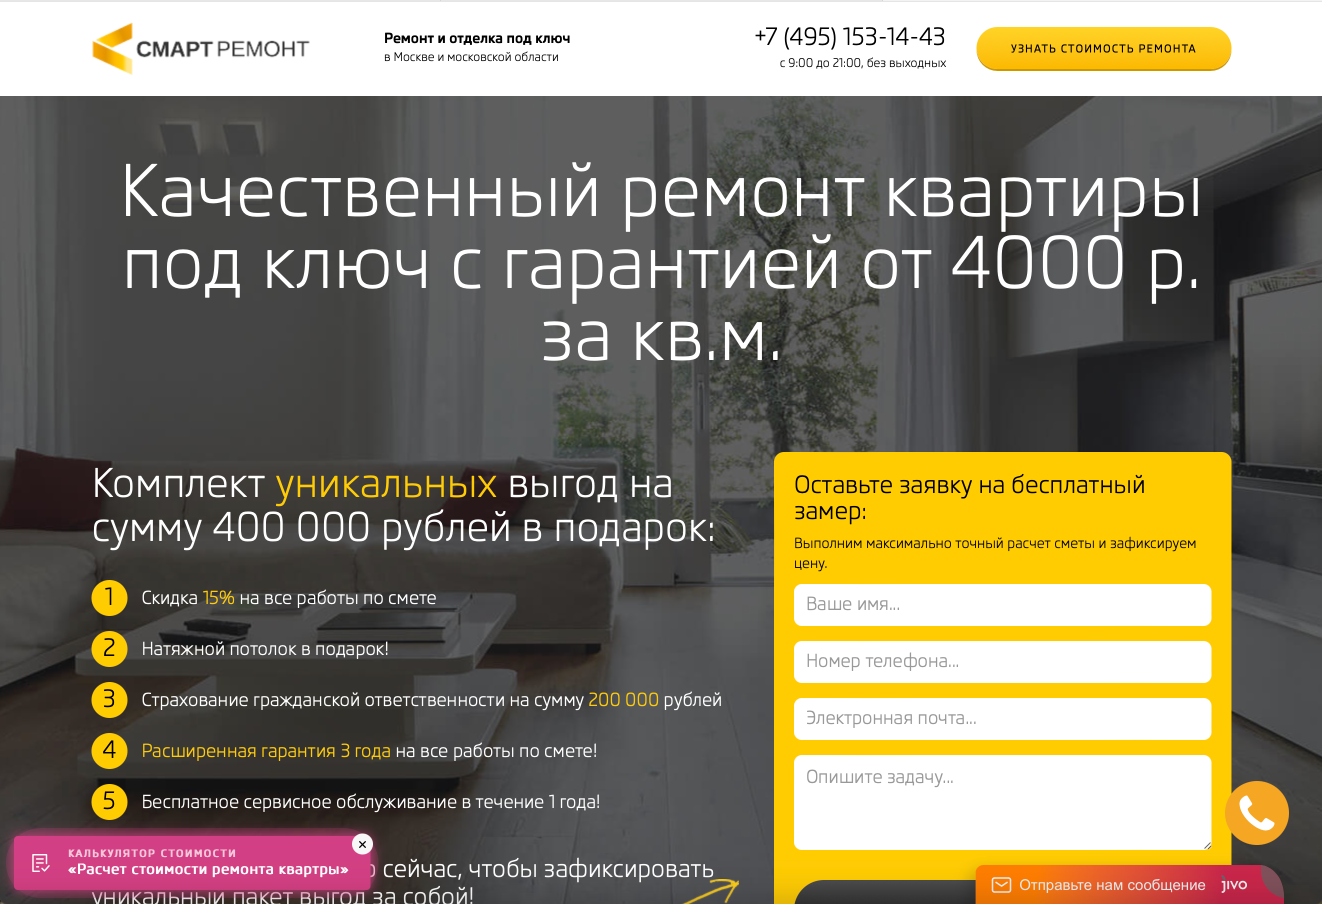 СМАРТ РЕМОНТ
Ремонт и отделка под ключ
в Москве и московской области
+7 (495) 153-14-43
с 9:00 до 21:00, без выходных
УЗНАТЬ СТОИМОСТЬ РЕМОНТА
Качественный ремонт квартиры
под ключ с гарантией от 4000 р.
за кв.м.
Комплект уникальных выгод на
сумму 400 000 рублей в подарок:
1 Скидка 15% на все работы по смете
2 Натяжной потолок в подарок!
3 Страхование гражданской ответственности на сумму 200 000 рублей
4 Расширенная гарантия 3 года на все работы по смете!
5 Бесплатное сервисное обслуживание в течение 1 года!
сейчас, чтобы зафиксировать
уникальный пакет выгод за собой!
КАЛЬКУЛЯТОР СТОИМОСТИ
«Расчет стоимости ремонта квартры»
Оставьте заявку на бесплатный
замер:
Выполним максимально точный расчет сметы и зафиксируем
цену.
Ваше имя...
Номер телефона...
Электронная почта...
Опишите задачу...
Отправьте нам сообщение jivo